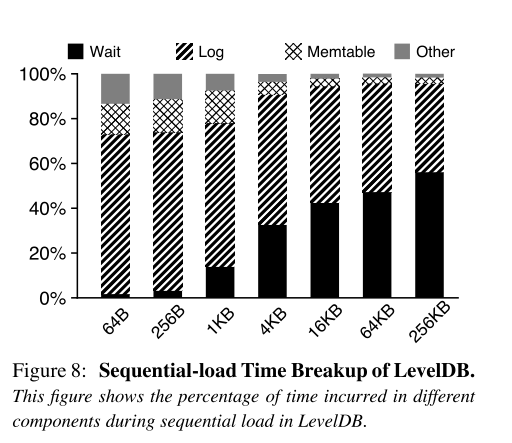 Wait Log Memtable Other
100%
80%
60%
40%
20%
0%
64B 256B 1KB 4KB 16KB 64KB 256KB
Figure 8: Sequential-load Time Breakup of LevelDB.
This figure shows the percentage of time incurred in different
components during sequential load in LevelDB.